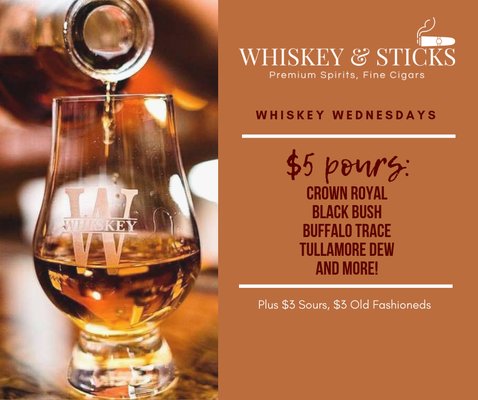 WHISKEY & STICKS
Premium Spirits, Fine Cigars
WHISKEY WEDNESDAYS
$5 pours:
CROWN ROYAL
BLACK BUSH
BUFFALO TRACE
TULLAMORE DEW
AND MORE!
Plus $3 Sours, $3 Old Fashioneds
W
WHISKEY